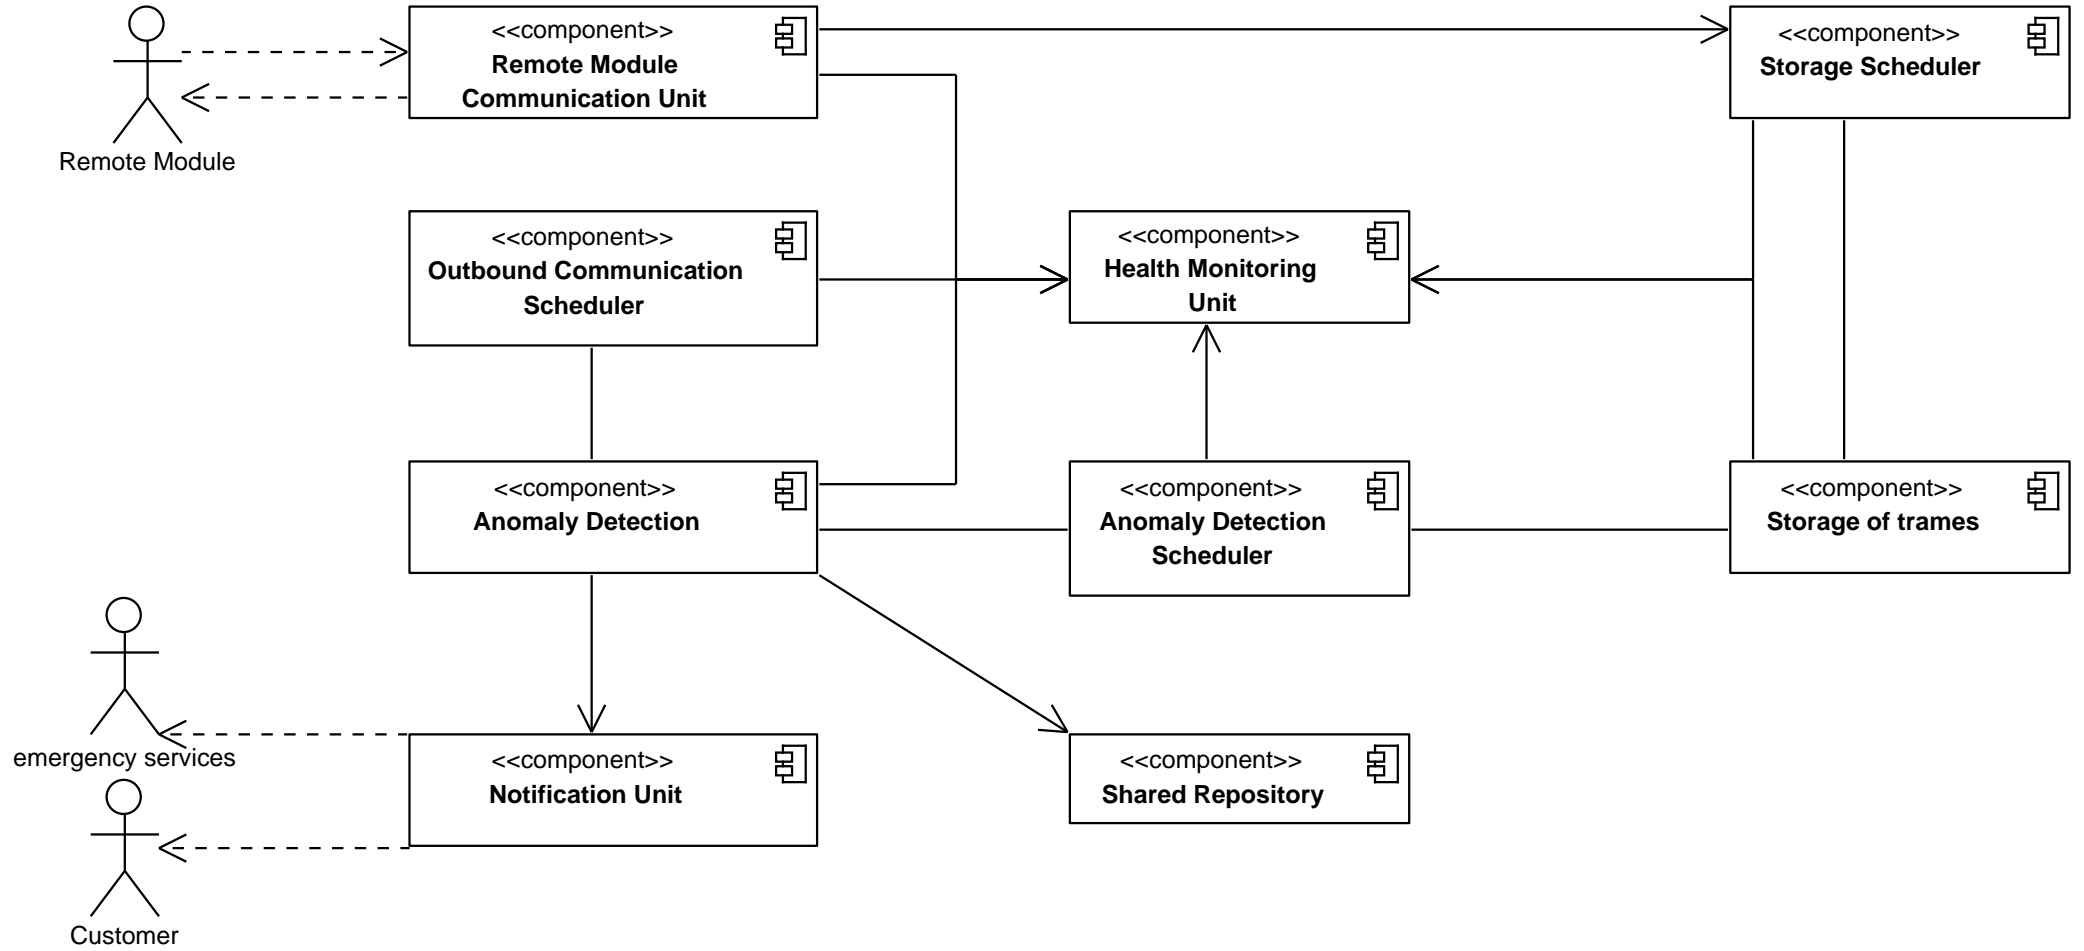 <<component>>
Remote Module
Communication Unit
<<component>>
Storage Scheduler
Remote Module
<<component>>
Outbound Communication
Scheduler
<<component>>
Health Monitoring
Unit
<<component>>
Anomaly Detection
<<component>>
Anomaly Detection
Scheduler
<<component>>
Storage of trames
emergency services
<<component>>
Notification Unit
<<component>>
Shared Repository
Customer